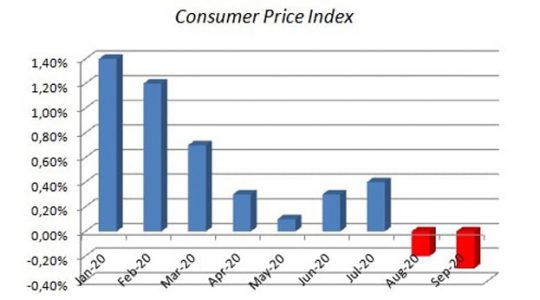 Consumer Price Index
1,40%
1,20%
1,00%
0,80%
0,60%
0,40%
0,20%
0,00%
-0,20%
-0,40%
Jan-20
Feb-20
Mar-20
Apr-20
May-20
Jun-20
Jul-20
Aug-20
Sep-20